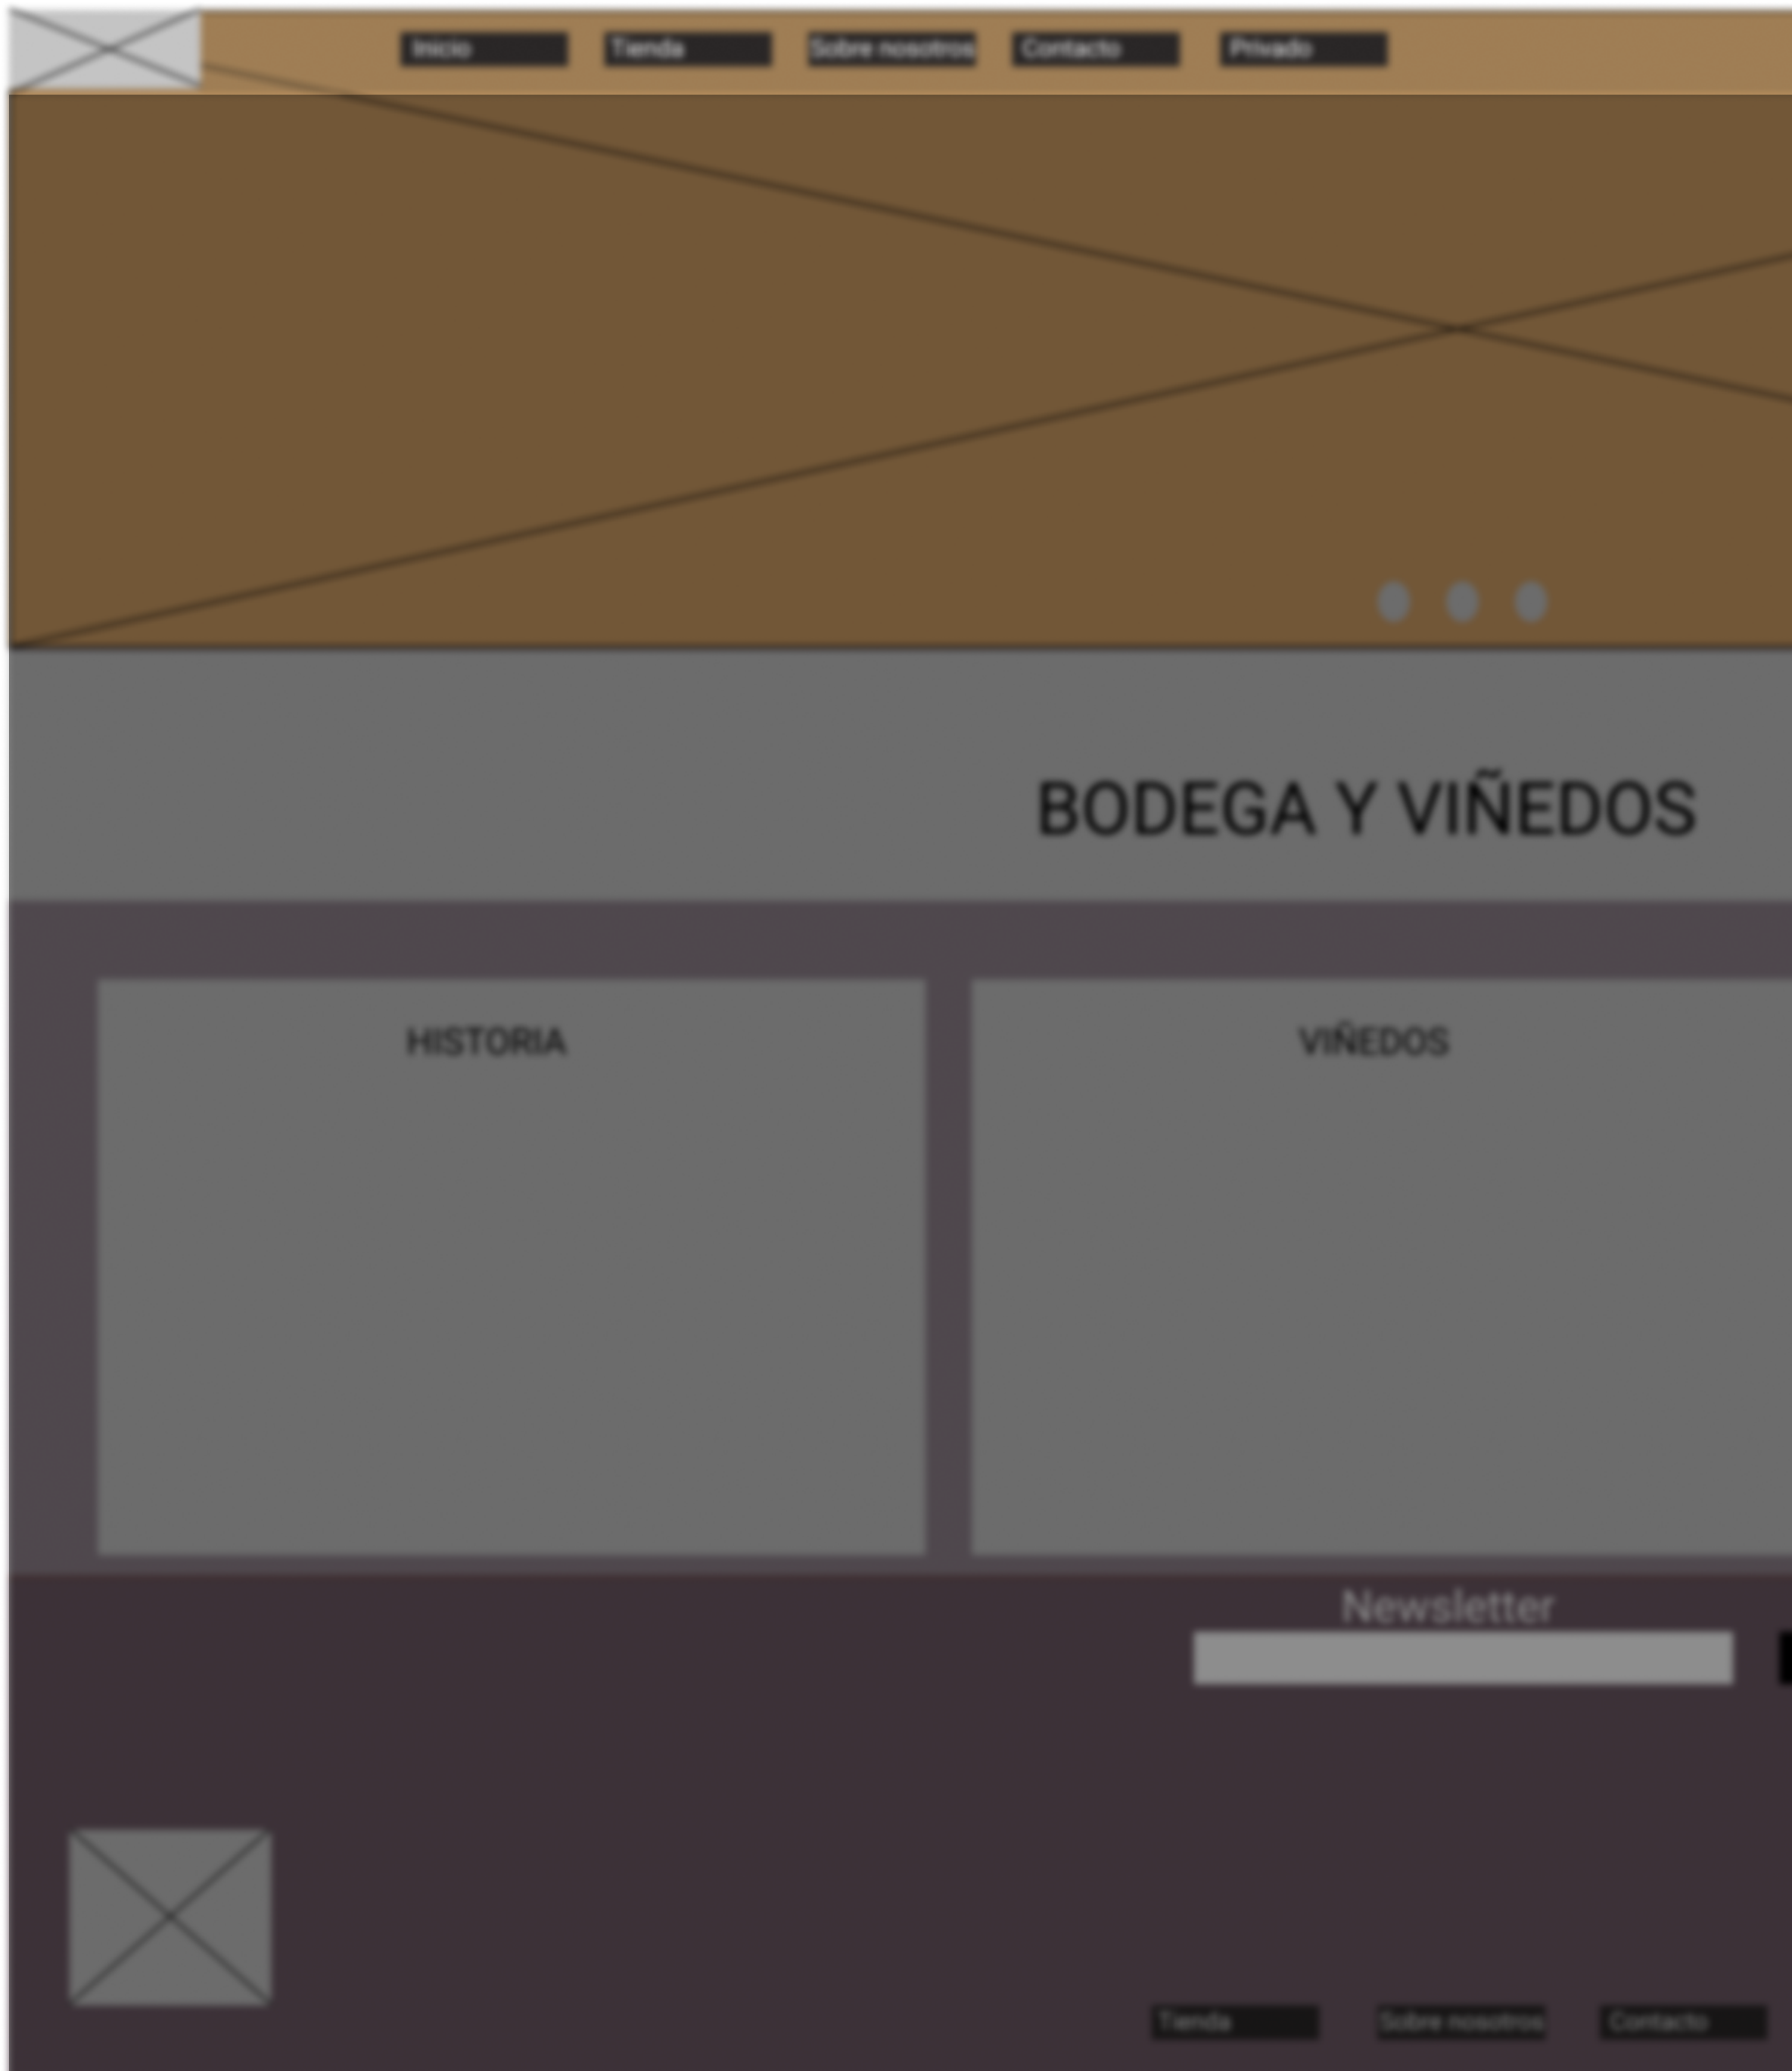 Inicio Tienda Sobre nosotros Contacto Privado
BODEGA Y VIÑEDOS
HISTORIA VIÑEDOS
Newsletter
Tienda Sobre nosotros Contacto